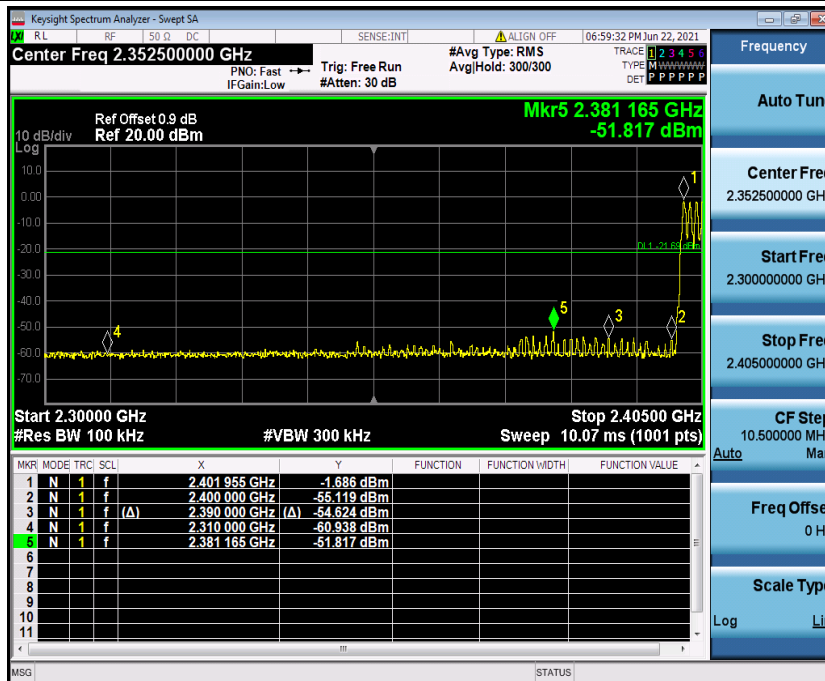 Keysight Spectrum Analyzer - Swept SA
LXI RL RF 50 Ω DC SENSE:INT ALIGN OFF 06:59:32 PM Jun 22, 2021
Center Freq 2.352500000 GHz
PNO: Fast
IFGain:Low
Trig: Free Run
#Atten: 30 dB
#Avg Type: RMS
Avg|Hold: 300/300
TRACE 1 2 3 4 5 6
TYPE M W W W W W
DET P P P P P P
Mkr5 2.381 165 GHz
-51.817 dBm
Ref Offset 0.9 dB
10 dB/div Ref 20.00 dBm
Log
10.0
0.00
-10.0
-20.0
-30.0
-40.0
-50.0
-60.0
-70.0
1
DL1 -21.69 dBm
5
3
2
4
Start 2.30000 GHz Stop 2.40500 GHz
#Res BW 100 kHz #VBW 300 kHz Sweep 10.07 ms (1001 pts)
MKR MODE TRC SCL X Y FUNCTION FUNCTION WIDTH FUNCTION VALUE
1 N 1 f 2.401 955 GHz -1.686 dBm
2 N 1 f 2.400 000 GHz -55.119 dBm
3 N 1 f (Δ) 2.390 000 GHz (Δ) -54.624 dBm
4 N 1 f 2.310 000 GHz -60.938 dBm
5 N 1 f 2.381 165 GHz -51.817 dBm
6
7
8
9
10
11
MSG STATUS
Frequency
Auto Tun
Center Fre
2.352500000 GH
Start Fre
2.300000000 GH
Stop Fre
2.405000000 GH
CF Step
10.500000 MH
Auto Ma
Freq Offse
0 H
Scale Type
Log Li